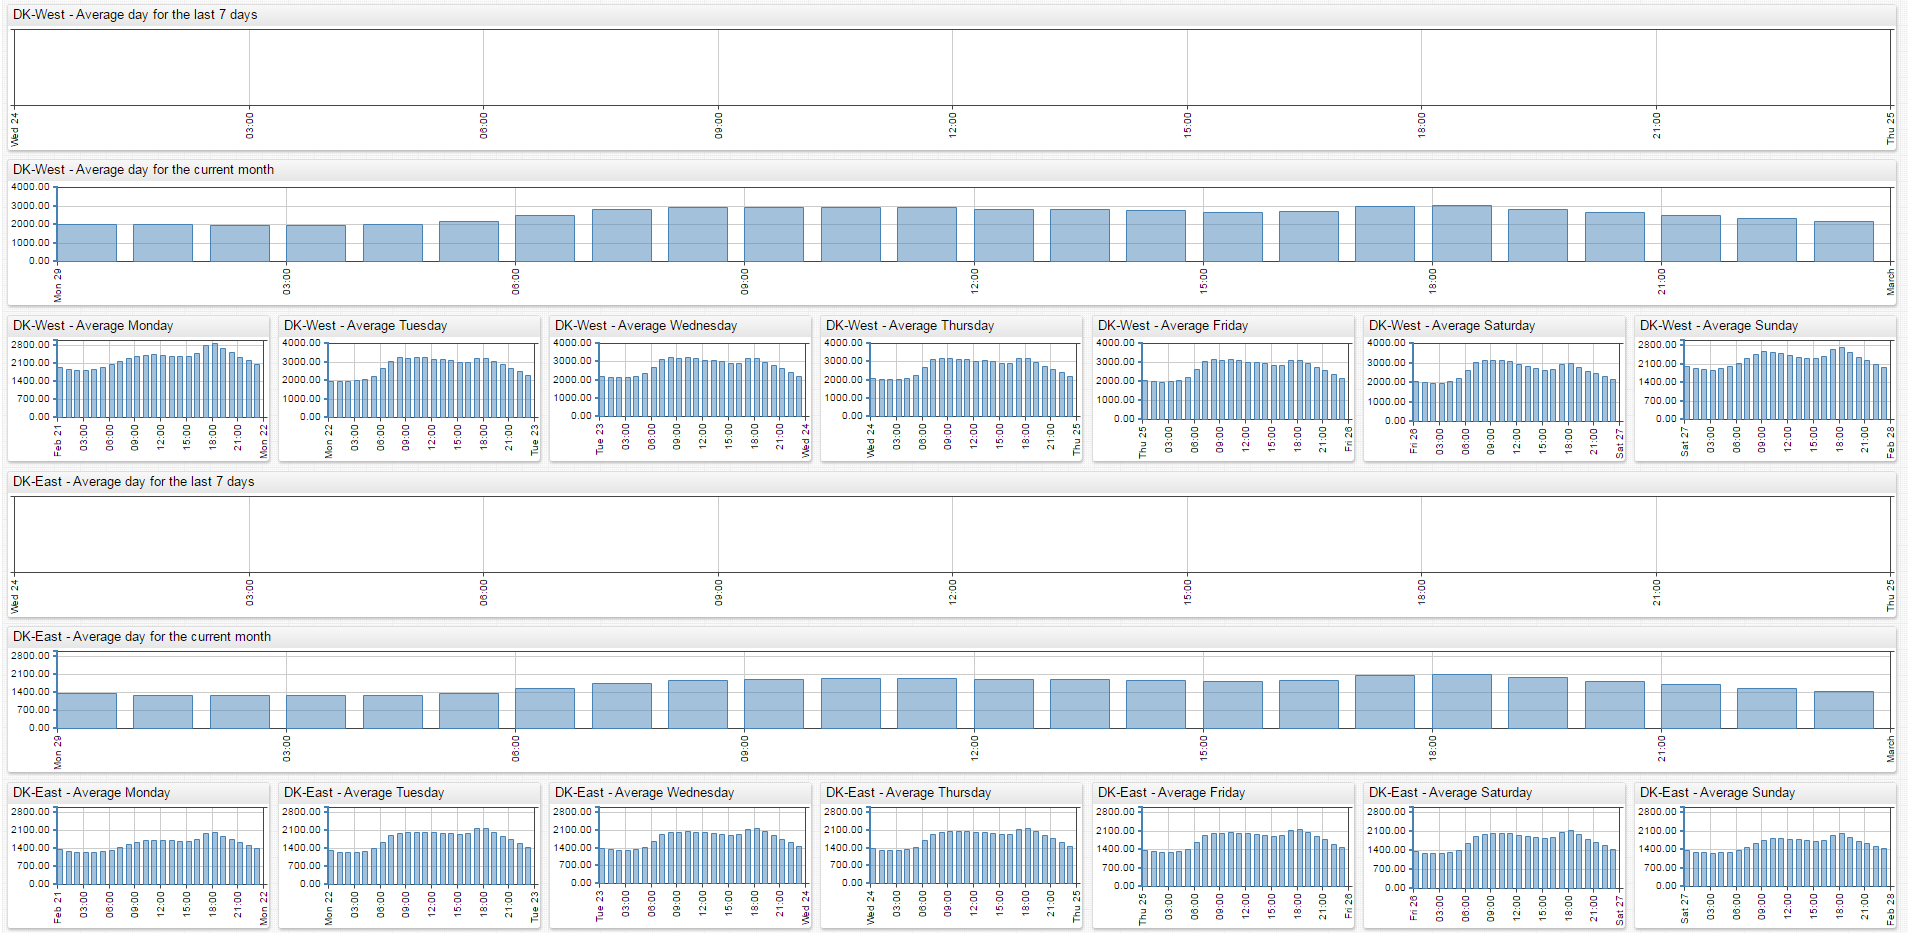 DK-West - Average day for the last 7 days
Wed 24 03:00 06:00 09:00 12:00 15:00 18:00 21:00 Thu 25
DK-West - Average day for the current month
4000.00
3000.00
2000.00
1000.00
0.00
Mon 29 03:00 06:00 09:00 12:00 15:00 18:00 21:00 March
DK-West - Average Monday
2800.00
2100.00
1400.00
700.00
0.00
Feb 21 03:00 06:00 09:00 12:00 15:00 18:00 21:00 Mon 22
DK-West - Average Tuesday
4000.00
3000.00
2000.00
1000.00
0.00
Mon 22 03:00 06:00 09:00 12:00 15:00 18:00 21:00 Tue 23
DK-West - Average Wednesday
4000.00
3000.00
2000.00
1000.00
0.00
Tue 23 03:00 06:00 09:00 12:00 15:00 18:00 21:00 Wed 24
DK-West - Average Thursday
4000.00
3000.00
2000.00
1000.00
0.00
Wed 24 03:00 06:00 09:00 12:00 15:00 18:00 21:00 Thu 25
DK-West - Average Friday
4000.00
3000.00
2000.00
1000.00
0.00
Thu 25 03:00 06:00 09:00 12:00 15:00 18:00 21:00 Fri 26
DK-West - Average Saturday
4000.00
3000.00
2000.00
1000.00
0.00
Fri 26 03:00 06:00 09:00 12:00 15:00 18:00 21:00 Sat 27
DK-West - Average Sunday
2800.00
2100.00
1400.00
700.00
0.00
Sat 27 03:00 06:00 09:00 12:00 15:00 18:00 21:00 Feb 28
DK-East - Average day for the last 7 days
Wed 24 03:00 06:00 09:00 12:00 15:00 18:00 21:00 Thu 25
DK-East - Average day for the current month
2800.00
2100.00
1400.00
700.00
0.00
Mon 29 03:00 06:00 09:00 12:00 15:00 18:00 21:00 March
DK-East - Average Monday
2800.00
2100.00
1400.00
700.00
0.00
Feb 21 03:00 06:00 09:00 12:00 15:00 18:00 21:00 Mon 22
DK-East - Average Tuesday
2800.00
2100.00
1400.00
700.00
0.00
Mon 22 03:00 06:00 09:00 12:00 15:00 18:00 21:00 Tue 23
DK-East - Average Wednesday
2800.00
2100.00
1400.00
700.00
0.00
Tue 23 03:00 06:00 09:00 12:00 15:00 18:00 21:00 Wed 24
DK-East - Average Thursday
2800.00
2100.00
1400.00
700.00
0.00
Wed 24 03:00 06:00 09:00 12:00 15:00 18:00 21:00 Thu 25
DK-East - Average Friday
2800.00
2100.00
1400.00
700.00
0.00
Thu 25 03:00 06:00 09:00 12:00 15:00 18:00 21:00 Fri 26
DK-East - Average Saturday
2800.00
2100.00
1400.00
700.00
0.00
Fri 26 03:00 06:00 09:00 12:00 15:00 18:00 21:00 Sat 27
DK-East - Average Sunday
2800.00
2100.00
1400.00
700.00
0.00
Sat 27 03:00 06:00 09:00 12:00 15:00 18:00 21:00 Feb 28